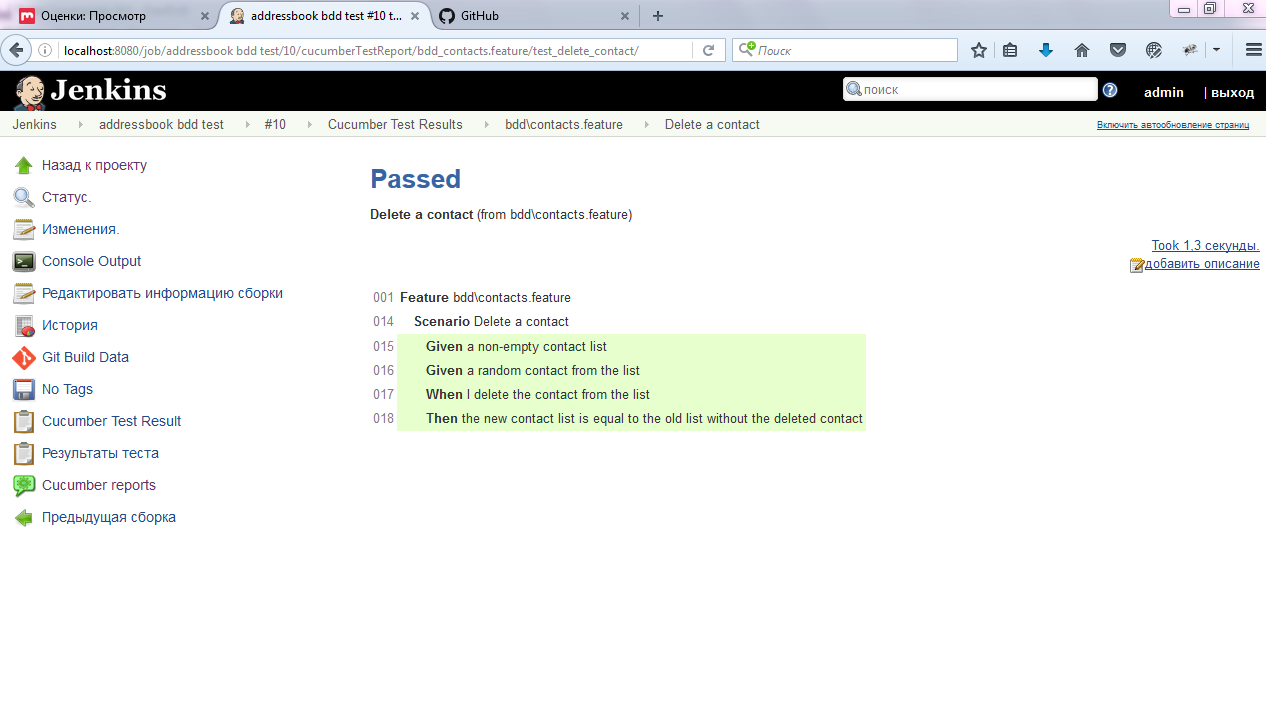 Оценки: Просмотр
addressbook bdd test #10 t...
GitHub
localhost:8080/job/addressbook bdd test/10/cucumberTestReport/bdd_contacts.feature/test_delete_contact/
Поиск
Jenkins
поиск
admin
| выход
Jenkins
addressbook bdd test
#10
Cucumber Test Results
bdd\contacts.feature
Delete a contact
Включить автообновление страниц
Назад к проекту
Статус.
Изменения.
Console Output
Редактировать информацию сборки
История
Git Build Data
No Tags
Cucumber Test Result
Результаты теста
Cucumber reports
Предыдущая сборка
Passed
Delete a contact (from bdd\contacts.feature)
Took 1,3 секунды.
добавить описание
001 Feature bdd\contacts.feature
014 Scenario Delete a contact
015 Given a non-empty contact list
016 Given a random contact from the list
017 When I delete the contact from the list
018 Then the new contact list is equal to the old list without the deleted contact